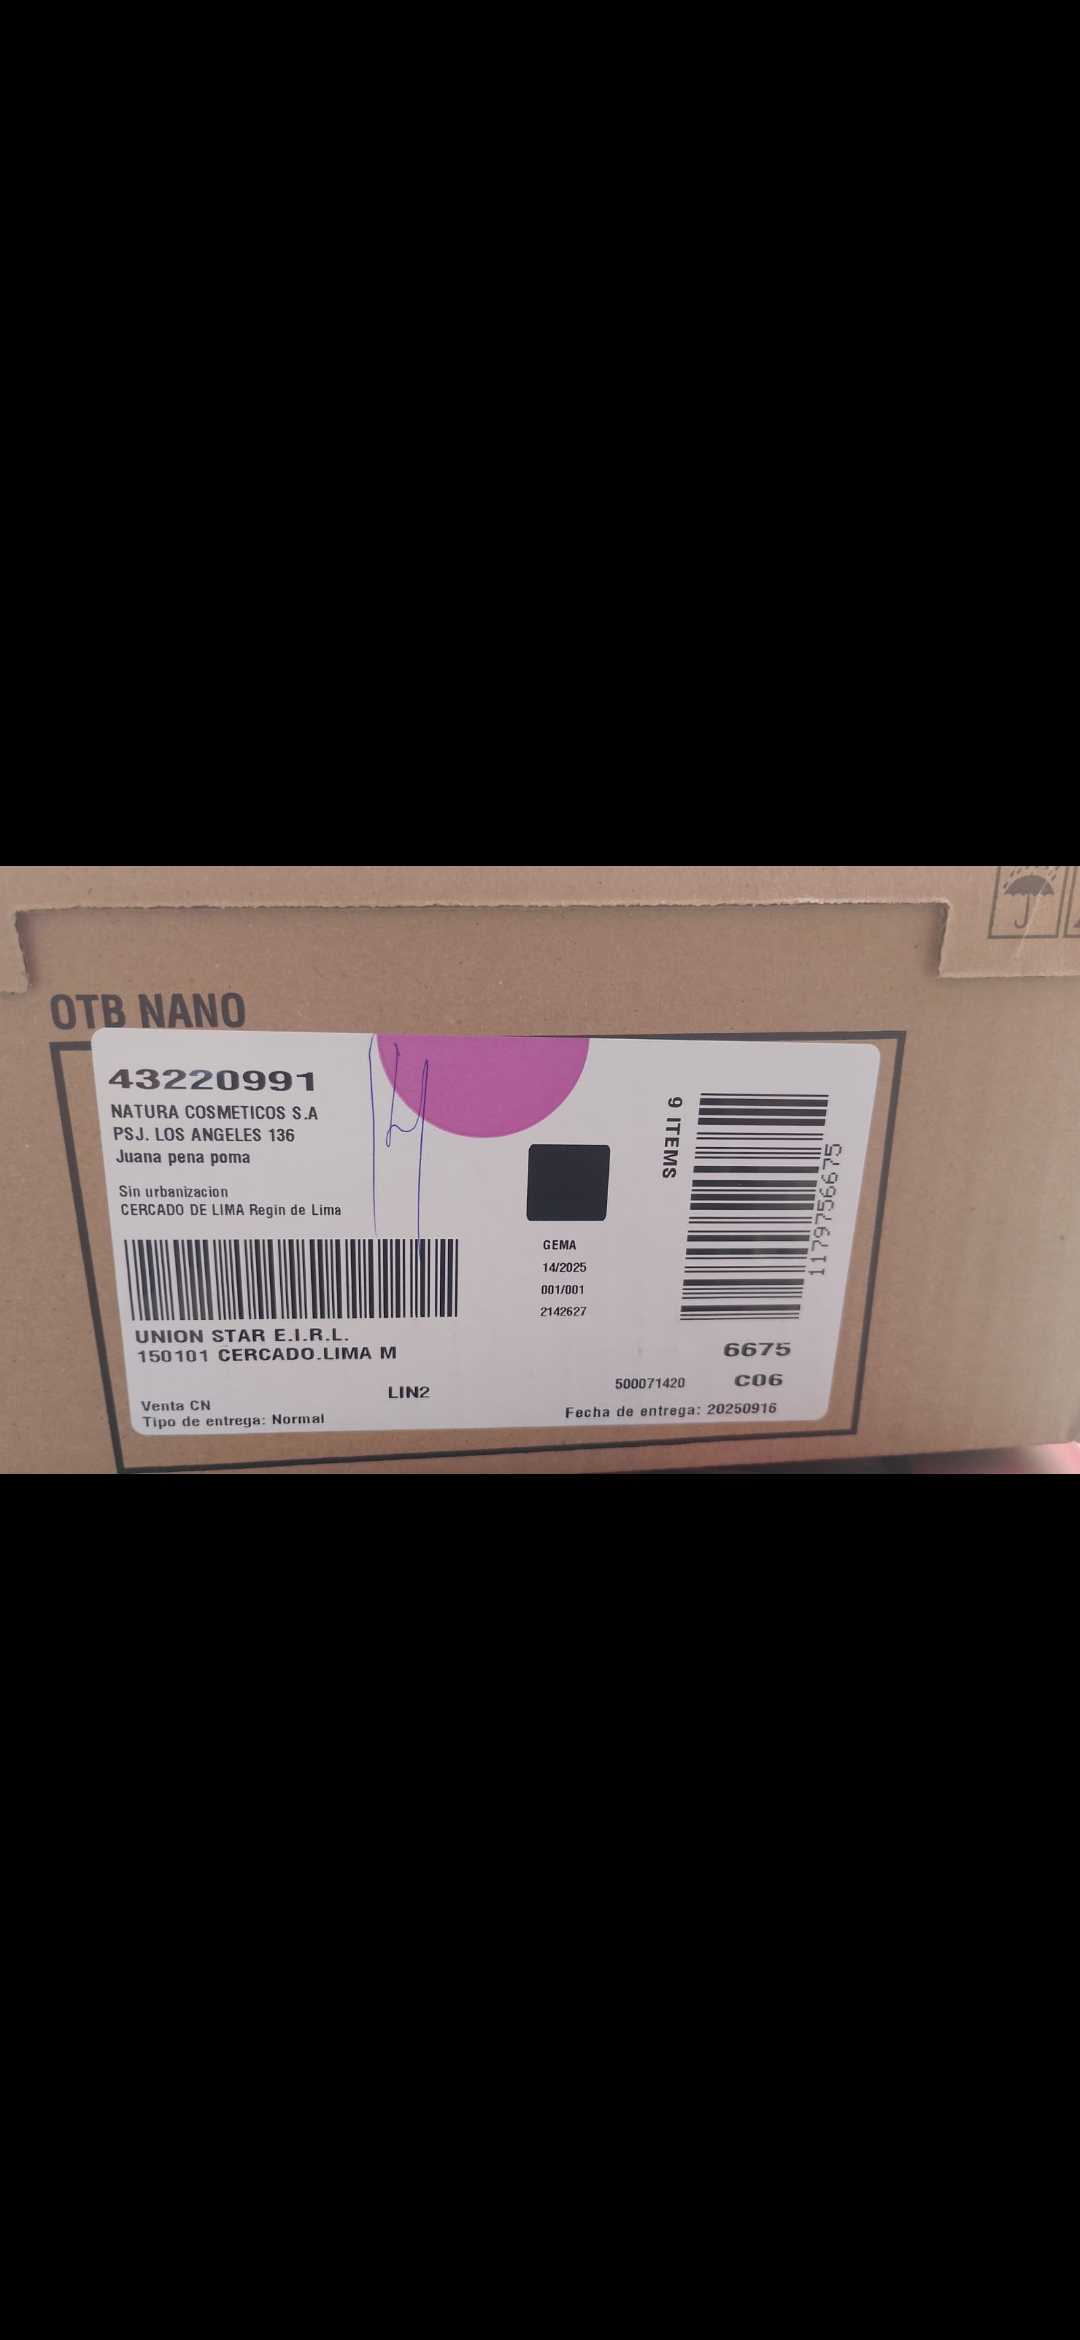 OTB NANO
43220991
NATURA COSMETICOS S.A
PSJ. LOS ANGELES 136
Juana pena poma
Sin urbanizacion
CERCADO DE LIMA Regin de Lima
UNION STAR E.I.R.L.
150101 CERCADO.LIMA M
LIN2
Venta CN
Tipo de entrega: Normal
GEMA
14/2025
001/001
2142627
9 ITEMS
1179756675
6675
500071420 C06
Fecha de entrega: 20250916